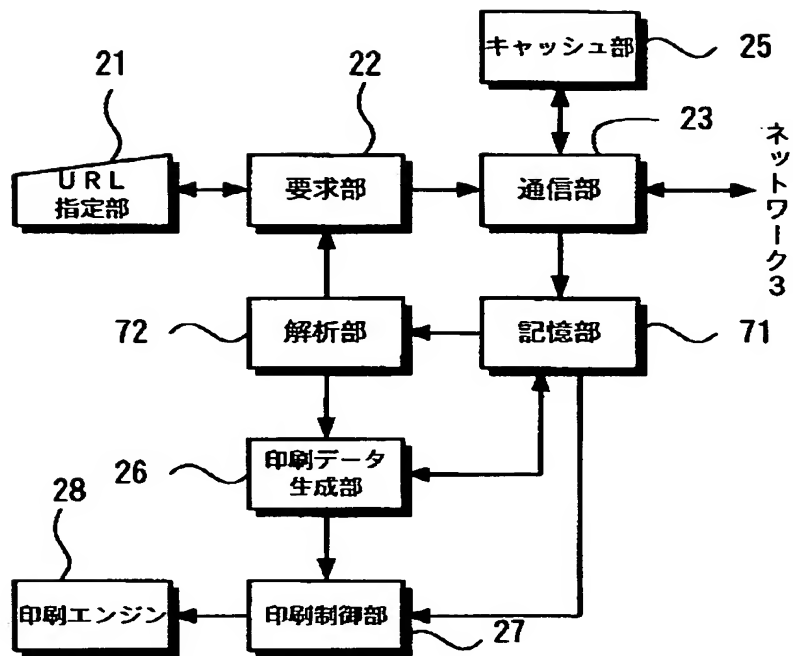 キャッシュ部
25
21
22
23
URL
指定部
要求部
通信部
ネットワーク3
72
解析部
記憶部
71
26
印刷データ
生成部
28
印刷エンジン
印刷制御部
27